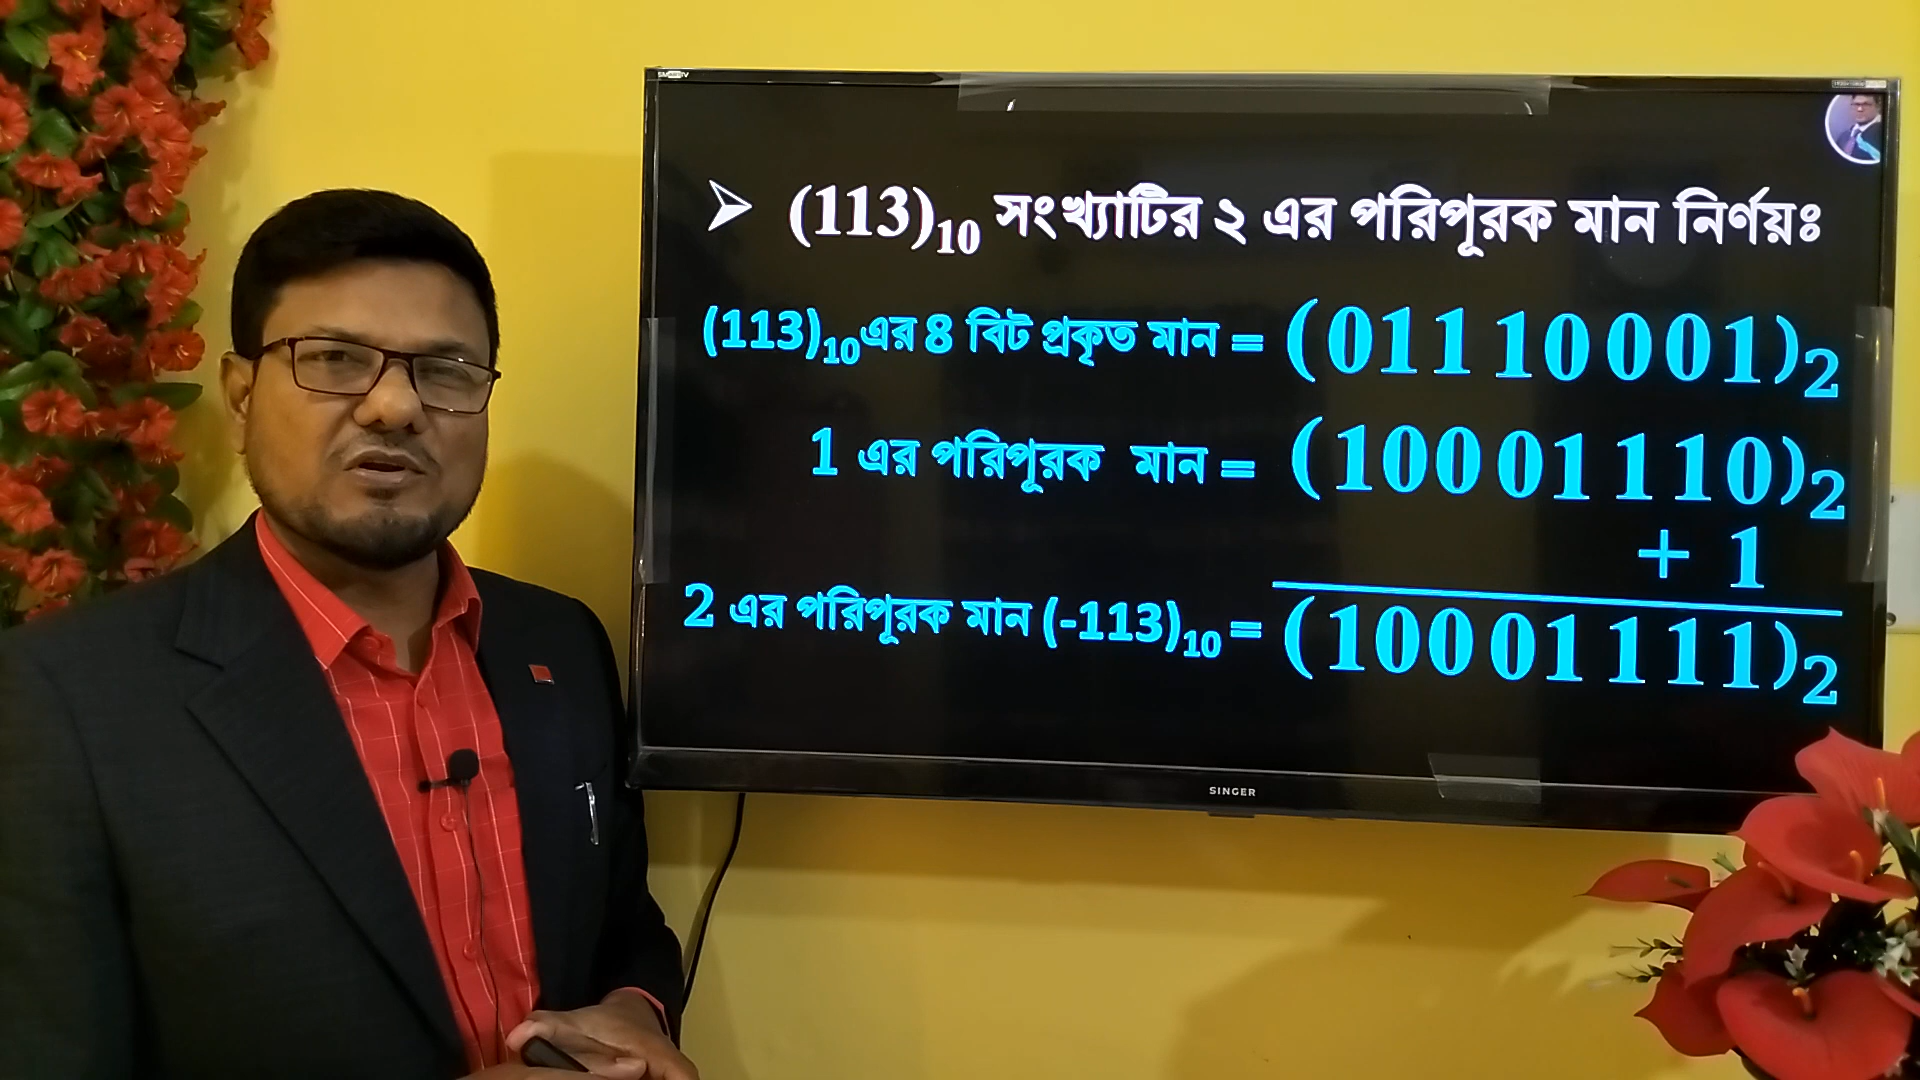 ➢ (113)10 সংখ্যাটির ২ এর পরিপূরক মান নির্ণয়ঃ
(113)10এর 8 বিট প্রকৃত মান = (01110001)2
1 এর পরিপূরক মান = (10001110)2
+ 1
2 এর পরিপূরক মান (-113)10 = (10001111)2
SINGER